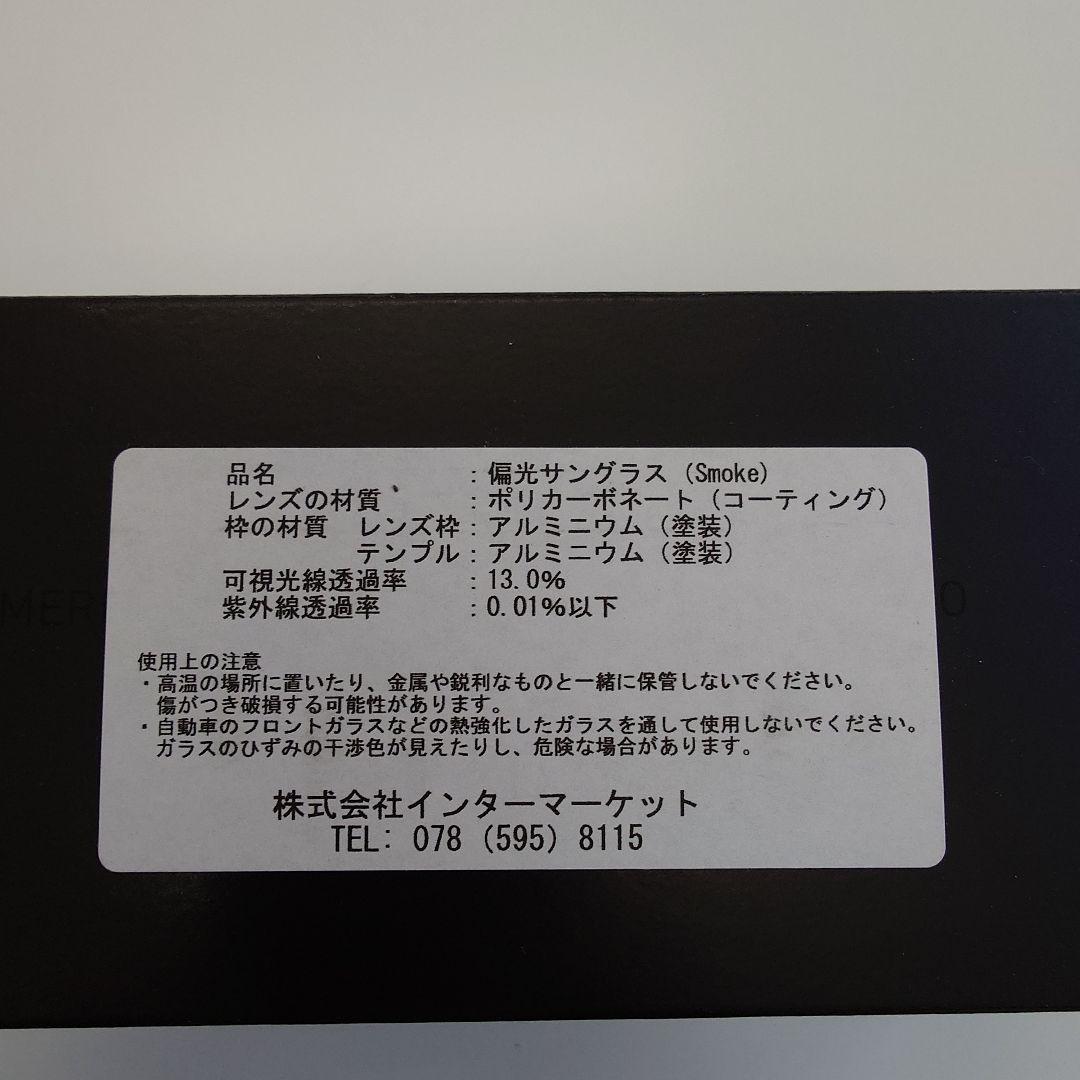 品名 : 偏光サングラス (Smoke)
レンズの材質 : ポリカーボネート (コーティング)
枠の材質 レンズ枠 : アルミニウム (塗装)
テンプル : アルミニウム (塗装)
可視光線透過率 : 13.0%
紫外線透過率 : 0.01%以下
使用上の注意
・高温の場所に置いたり、金属や鋭利なものと一緒に保管しないでください。
傷がつき破損する可能性があります。
・自動車のフロントガラスなどの熱強化したガラスを通して使用しないでください。
ガラスのひずみの干渉色が見えたりし、危険な場合があります。
株式会社インターマーケット
TEL: 078 (595) 8115